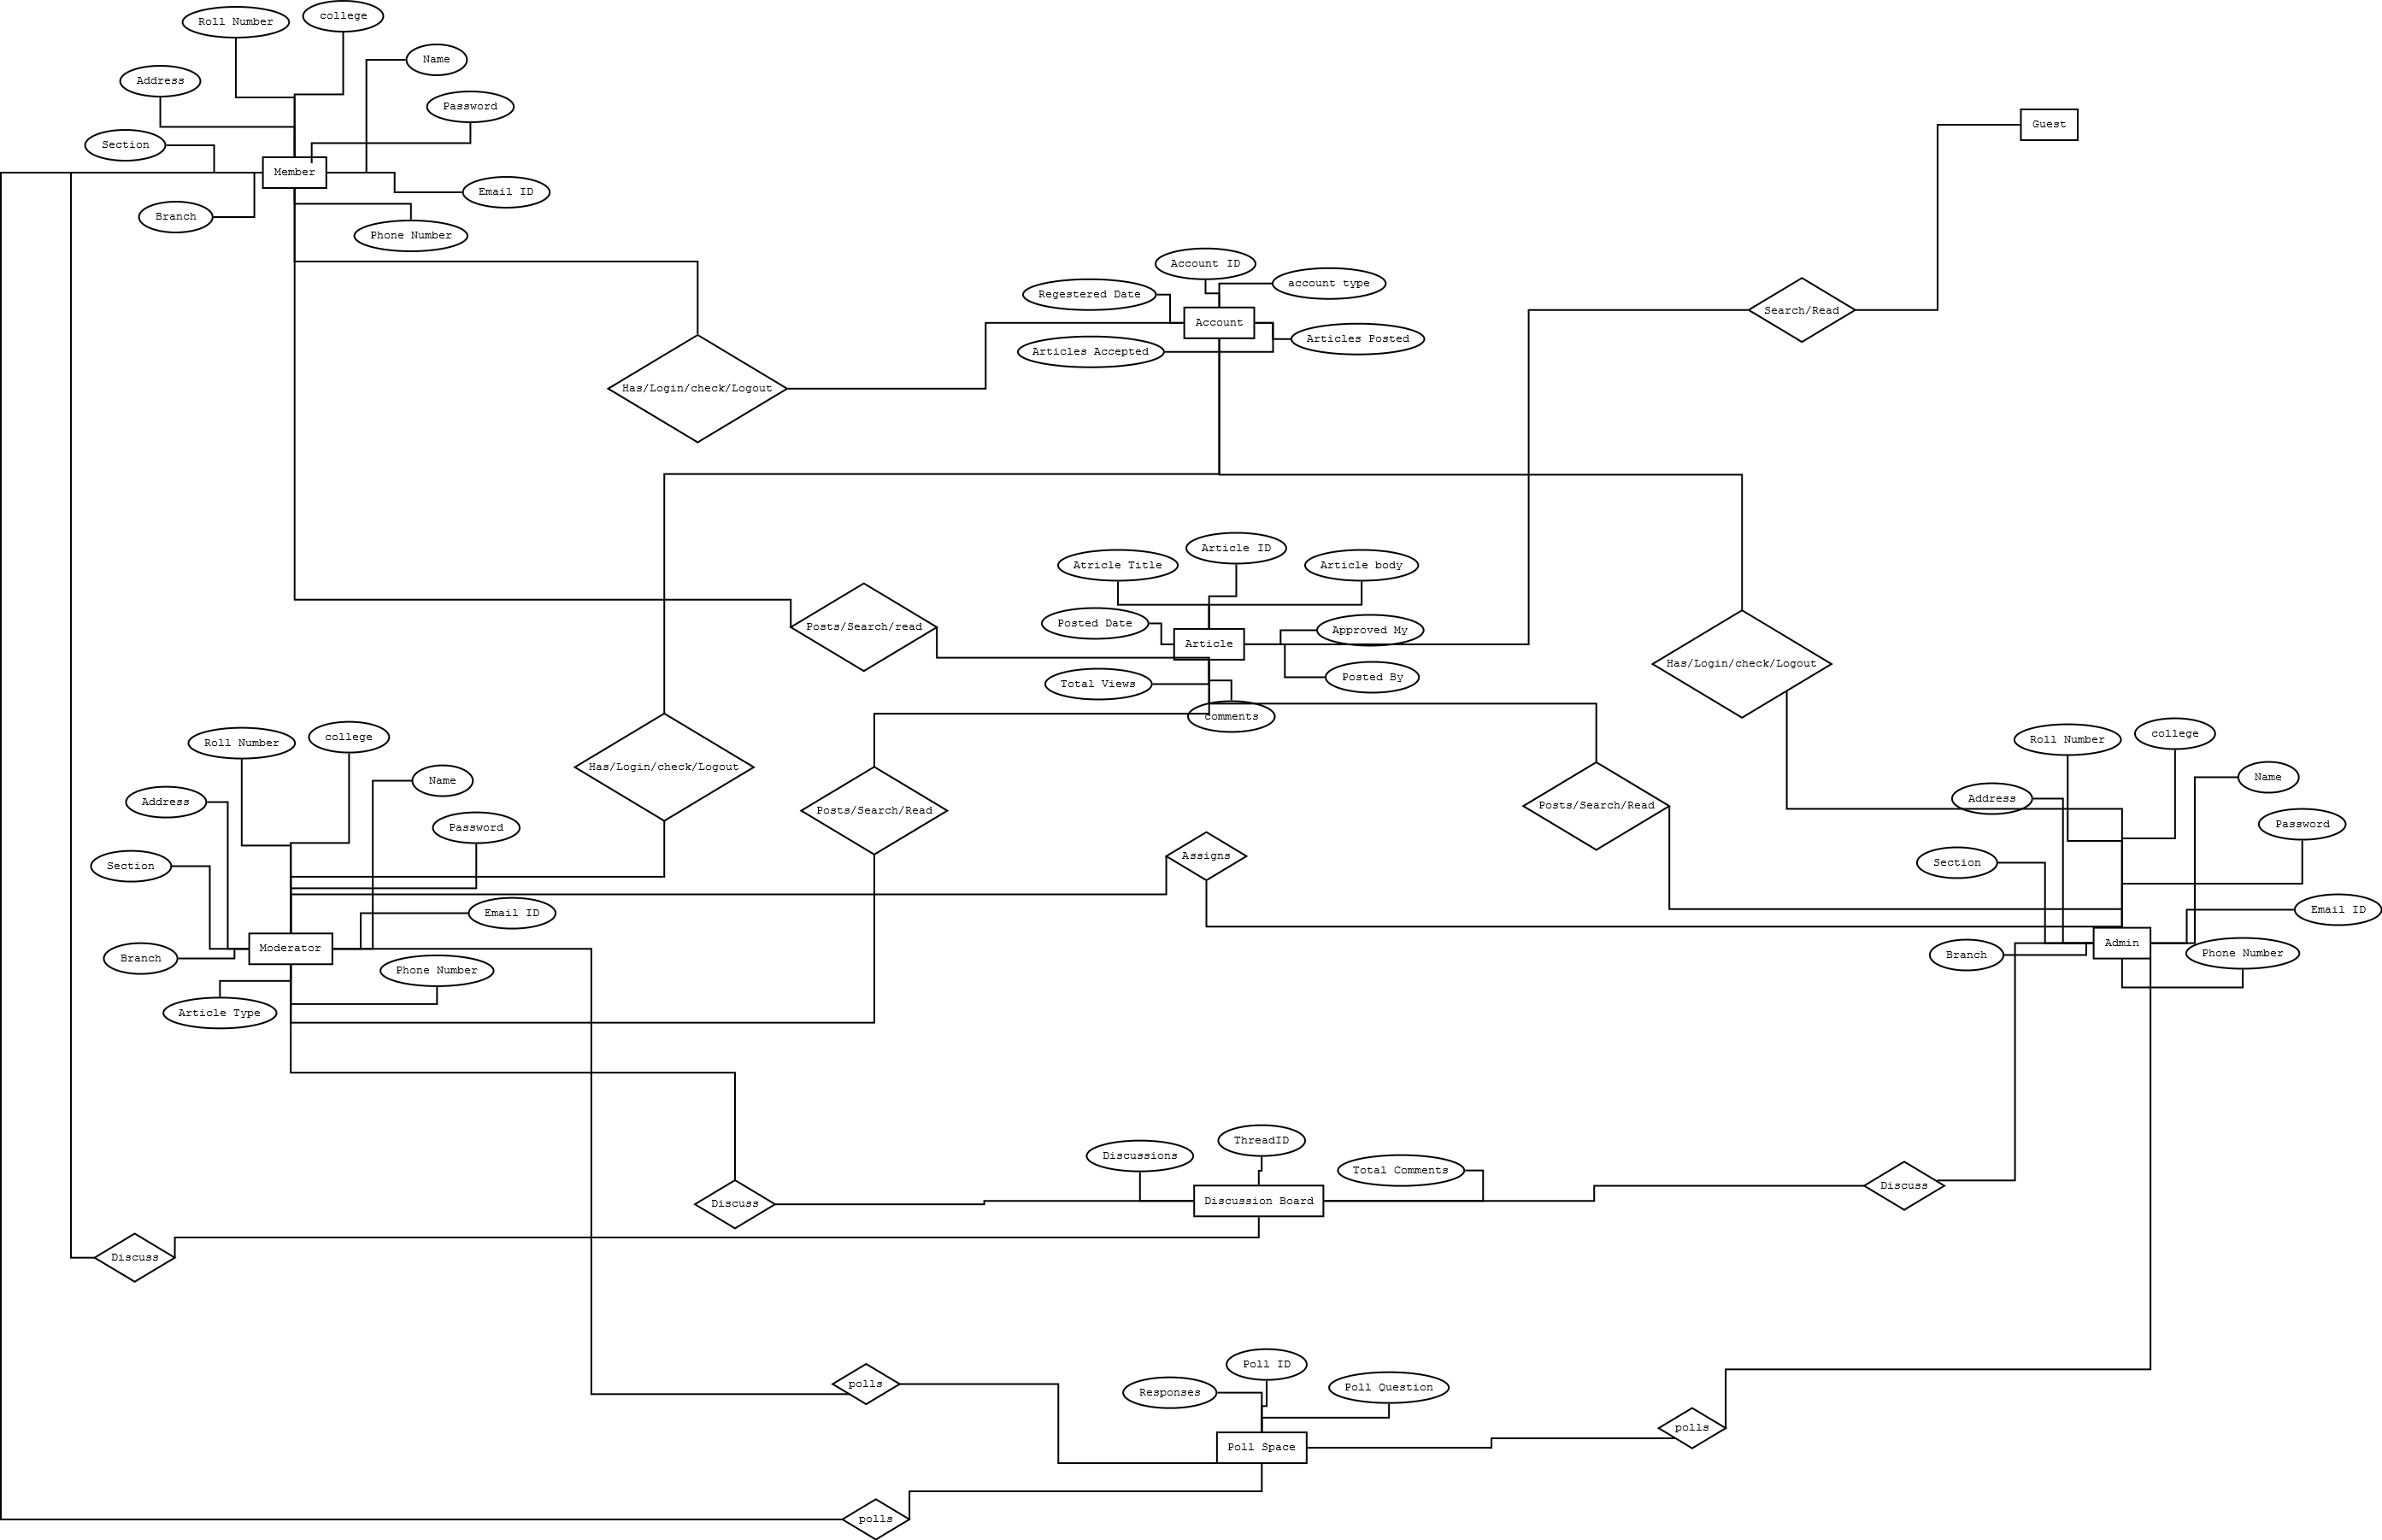 Roll Number
college
Name
Address
Password
Section
Member
Email ID
Branch
Phone Number
Guest
Account ID
account type
Regestered Date
Account
Articles Accepted
Articles Posted
Search/Read
Has/Login/check/Logout
Article ID
Atricle Title
Article body
Posted Date
Approved My
Posts/Search/read
Article
Total Views
Posted By
comments
Has/Login/check/Logout
Roll Number
college
Name
Address
Password
Section
Email ID
Moderator
Branch
Phone Number
Article Type
Has/Login/check/Logout
Posts/Search/Read
Posts/Search/Read
Assigns
Roll Number
college
Name
Address
Password
Section
Email ID
Admin
Branch
Phone Number
ThreadID
Discussions
Total Comments
Discuss
Discussion Board
Discuss
Discuss
Poll ID
polls
Responses
Poll Question
polls
Poll Space
polls